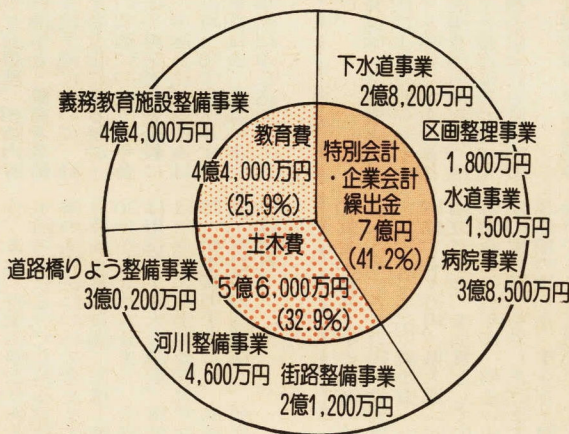 下水道事業
2億8,200万円
区画整理事業
1,800万円
水道事業
1,500万円
病院事業
3億8,500万円
特別会計
・企業会計
繰出金
7億円
(41.2%)
義務教育施設整備事業
4億4,000万円
教育費
4億4,000万円
(25.9%)
土木費
5億6,000万円
(32.9%)
道路橋りょう整備事業
3億0,200万円
河川整備事業
4,600万円
街路整備事業
2億1,200万円